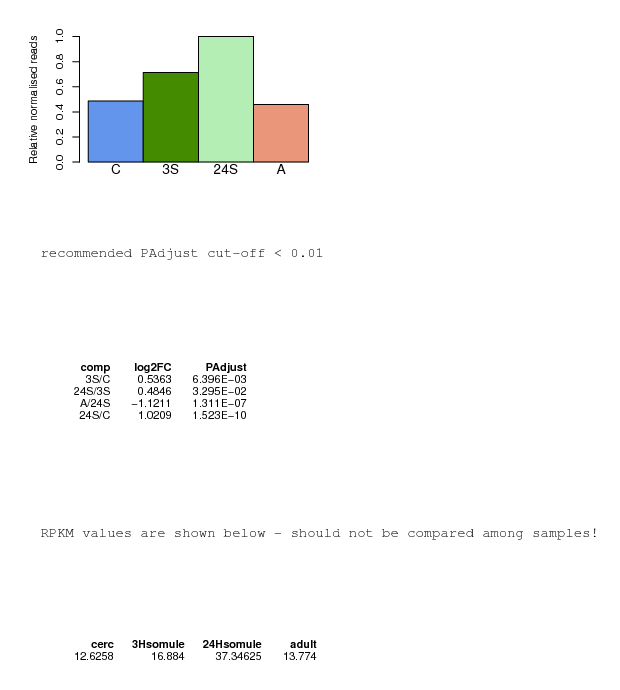 Relative normalised reads
1.0
0.8
0.6
0.4
0.2
0.0
C 3S 24S A
recommended PAdjust cut-off < 0.01
comp log2FC PAdjust
3S/C 0.5363 6.396E-03
24S/3S 0.4846 3.295E-02
A/24S -1.1211 1.311E-07
24S/C 1.0209 1.523E-10
RPKM values are shown below - should not be compared among samples!
cerc 3Hsomule 24Hsomule adult
12.6258 16.884 37.34625 13.774